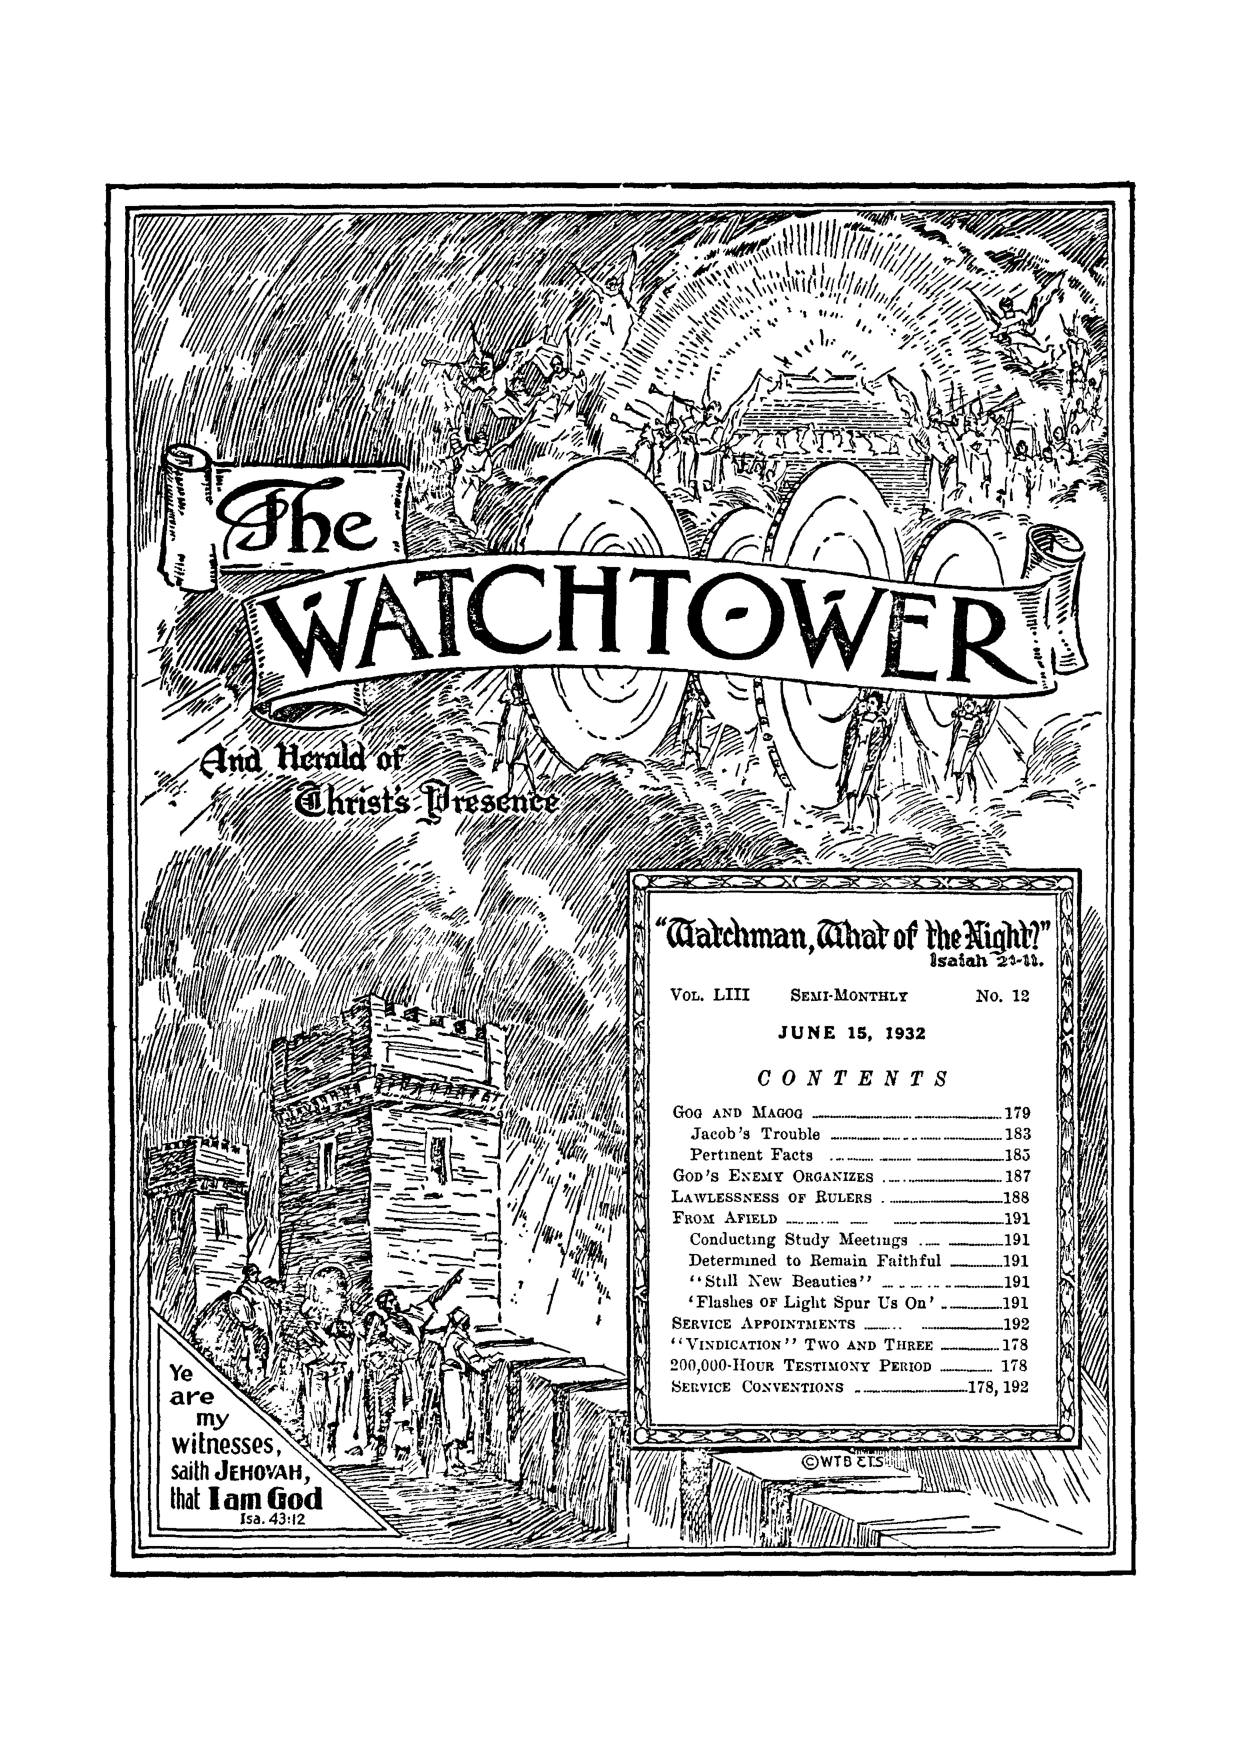 The
WATCHTOWER
And Herald of
Christ's Presence
"Watchman, What of the Night?"
Isaiah 21-11.
VOL. LIII SEMI-MONTHLY No. 12
JUNE 15, 1932
CONTENTS
GOG AND MAGOG 179
Jacob's Trouble 183
Pertinent Facts 185
GOD'S ENEMY ORGANIZES 187
LAWLESSNESS OF RULERS 188
FROM AFIELD 191
Conducting Study Meetings 191
Determined to Remain Faithful 191
"Still New Beauties" 191
'Flashes OF Light Spur Us On' 191
SERVICE APPOINTMENTS 192
"VINDICATION" TWO AND THREE 178
200,000-HOUR TESTIMONY PERIOD 178
SERVICE CONVENTIONS 178, 192
Ye
are
my
witnesses,
saith JEHOVAH,
that I am God
Isa. 43:12
©WTB &TS